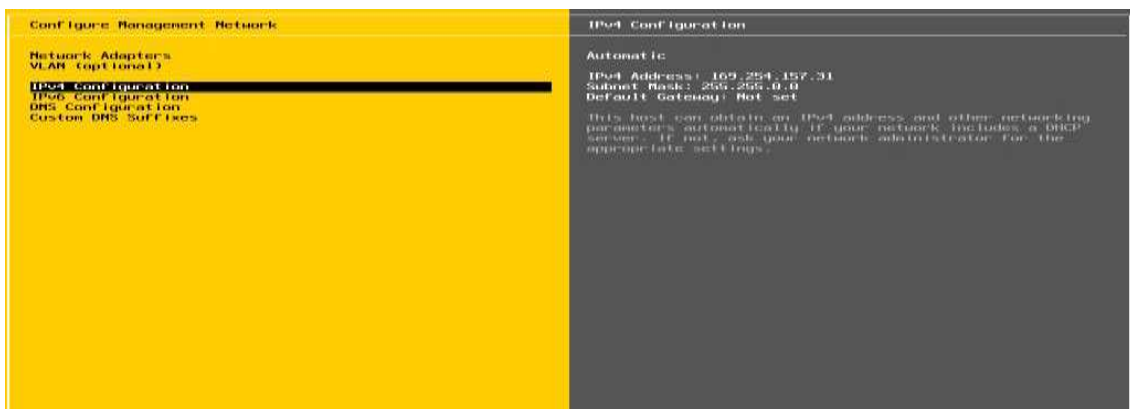 Configure Management Network
Network Adapters
VLAN (optional)
IPv4 Configuration
IPv6 Configuration
DNS Configuration
Custom DNS Suffixes
IPv4 Configuration
Automatic
IPv4 Address: 169.254.157.31
Subnet Mask: 255.255.0.0
Default Gateway: Not set
This host can obtain an IPv4 address and other networking
parameters automatically if your network includes a DHCP
server. If not, ask your network administrator for the
appropriate settings.